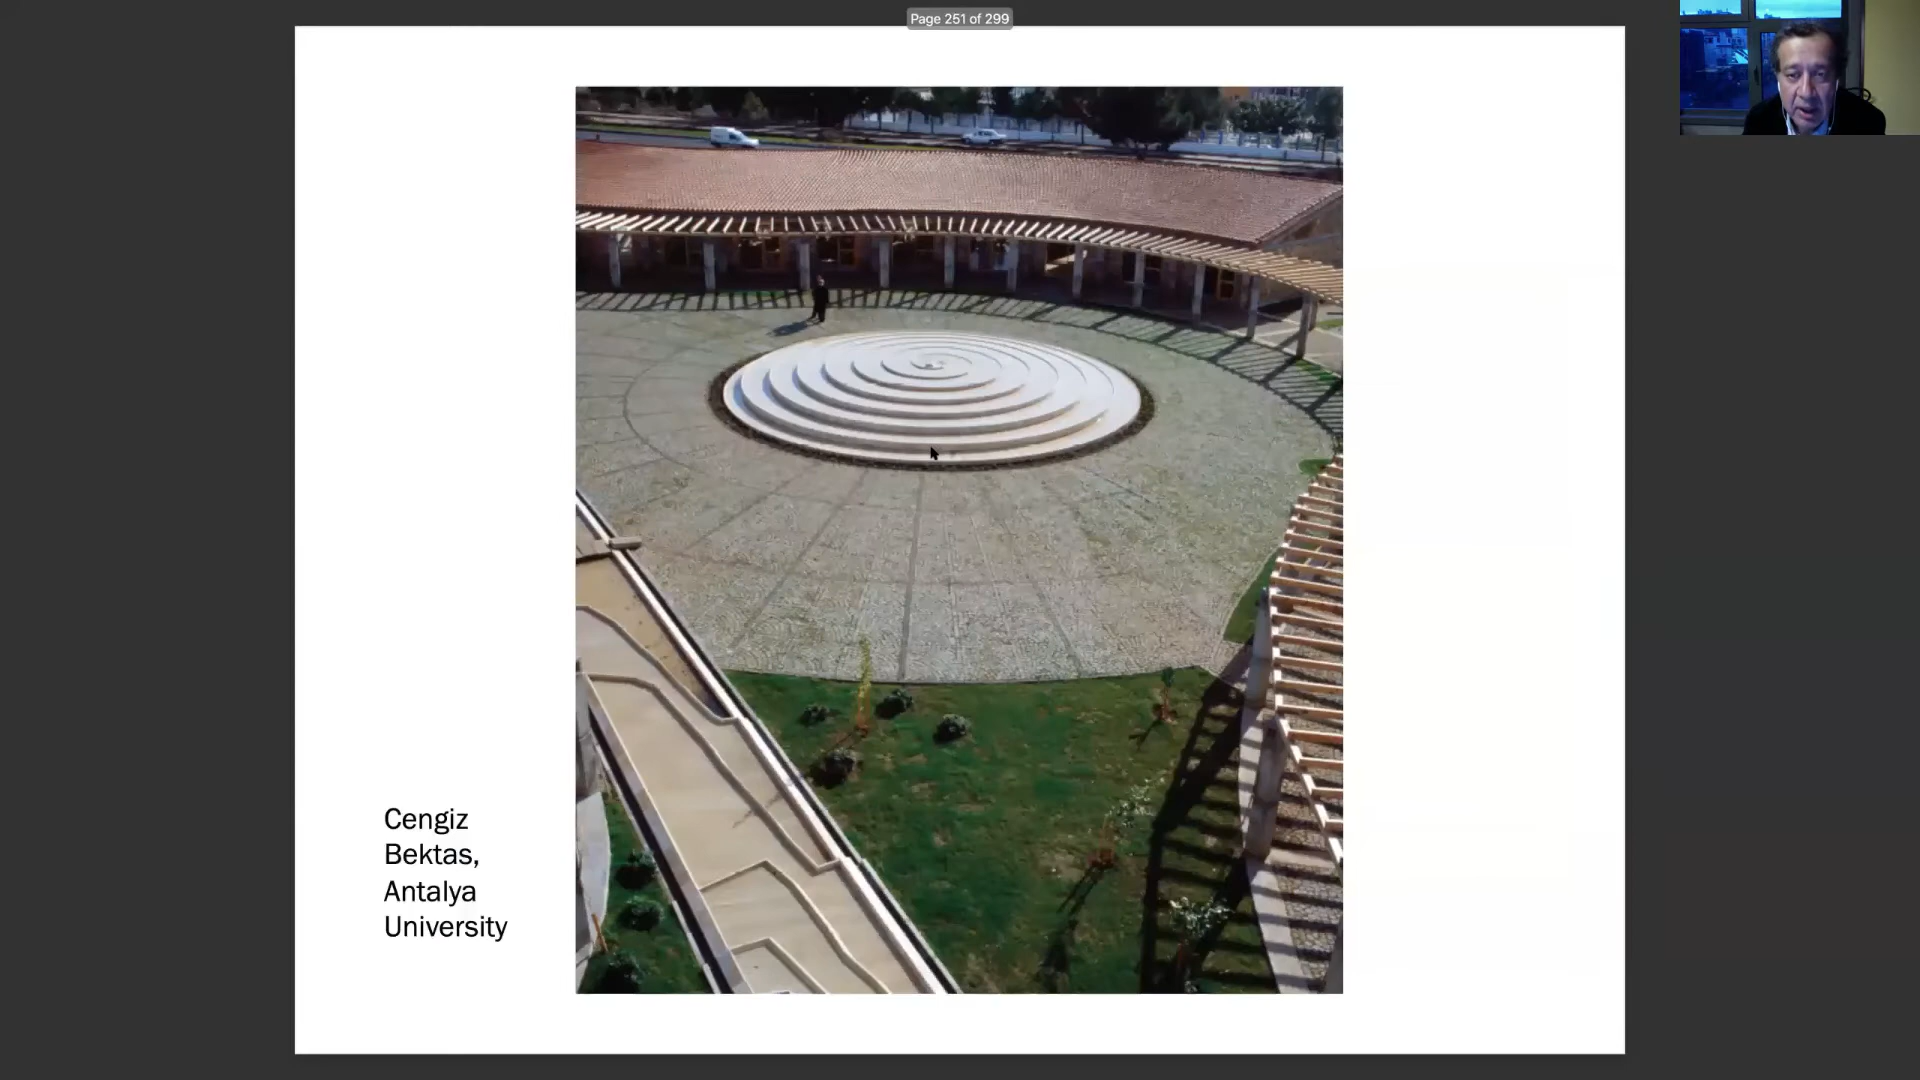 Page 251 of 299
Cengiz
Bektas,
Antalya
University